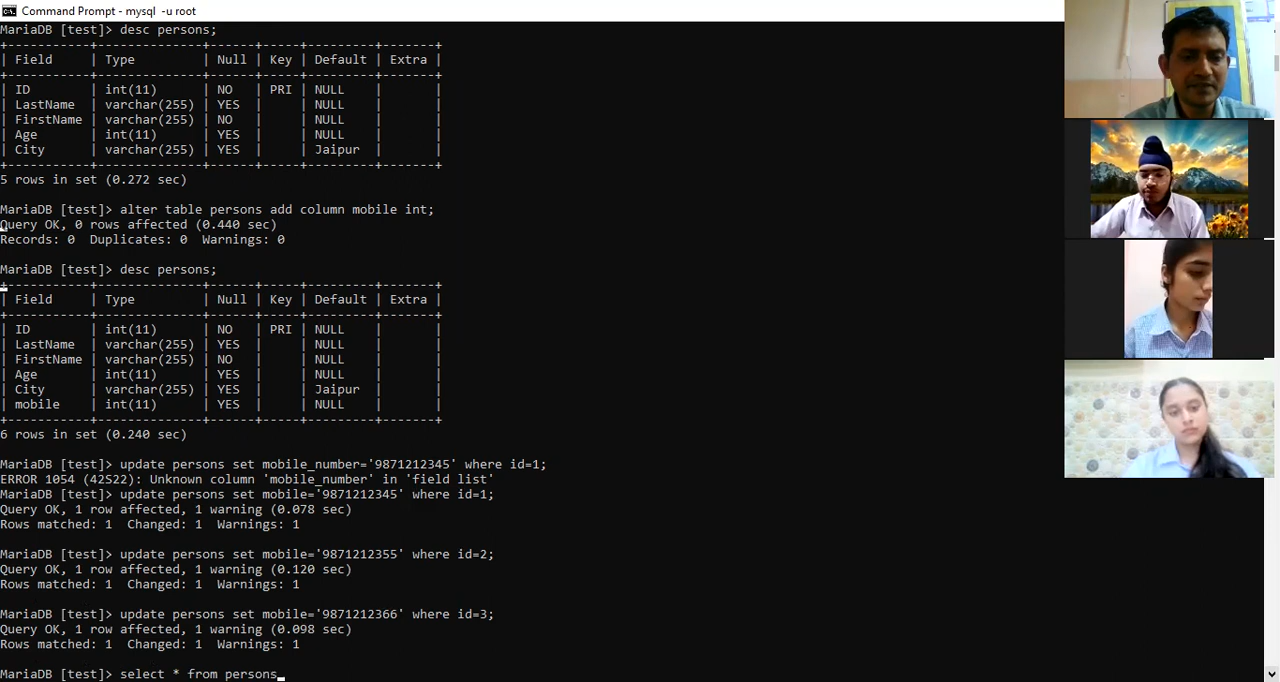 Command Prompt - mysql -u root
MariaDB [test]> desc persons;
+-----------+--------------+------+-----+---------+-------+
| Field     | Type         | Null | Key | Default | Extra |
+-----------+--------------+------+-----+---------+-------+
| ID        | int(11)      | NO   | PRI | NULL    |       |
| LastName  | varchar(255) | YES  |     | NULL    |       |
| FirstName | varchar(255) | NO   |     | NULL    |       |
| Age       | int(11)      | YES  |     | NULL    |       |
| City      | varchar(255) | YES  |     | Jaipur  |       |
+-----------+--------------+------+-----+---------+-------+
5 rows in set (0.272 sec)
MariaDB [test]> alter table persons add column mobile int;
Query OK, 0 rows affected (0.440 sec)
Records: 0  Duplicates: 0  Warnings: 0
MariaDB [test]> desc persons;
+-----------+--------------+------+-----+---------+-------+
| Field     | Type         | Null | Key | Default | Extra |
+-----------+--------------+------+-----+---------+-------+
| ID        | int(11)      | NO   | PRI | NULL    |       |
| LastName  | varchar(255) | YES  |     | NULL    |       |
| FirstName | varchar(255) | NO   |     | NULL    |       |
| Age       | int(11)      | YES  |     | NULL    |       |
| City      | varchar(255) | YES  |     | Jaipur  |       |
| mobile    | int(11)      | YES  |     | NULL    |       |
+-----------+--------------+------+-----+---------+-------+
6 rows in set (0.240 sec)
MariaDB [test]> update persons set mobile_number='9871212345' where id=1;
ERROR 1054 (42S22): Unknown column 'mobile_number' in 'field list'
MariaDB [test]> update persons set mobile='9871212345' where id=1;
Query OK, 1 row affected, 1 warning (0.078 sec)
Rows matched: 1  Changed: 1  Warnings: 1
MariaDB [test]> update persons set mobile='9871212355' where id=2;
Query OK, 1 row affected, 1 warning (0.120 sec)
Rows matched: 1  Changed: 1  Warnings: 1
MariaDB [test]> update persons set mobile='9871212366' where id=3;
Query OK, 1 row affected, 1 warning (0.098 sec)
Rows matched: 1  Changed: 1  Warnings: 1
MariaDB [test]> select * from persons